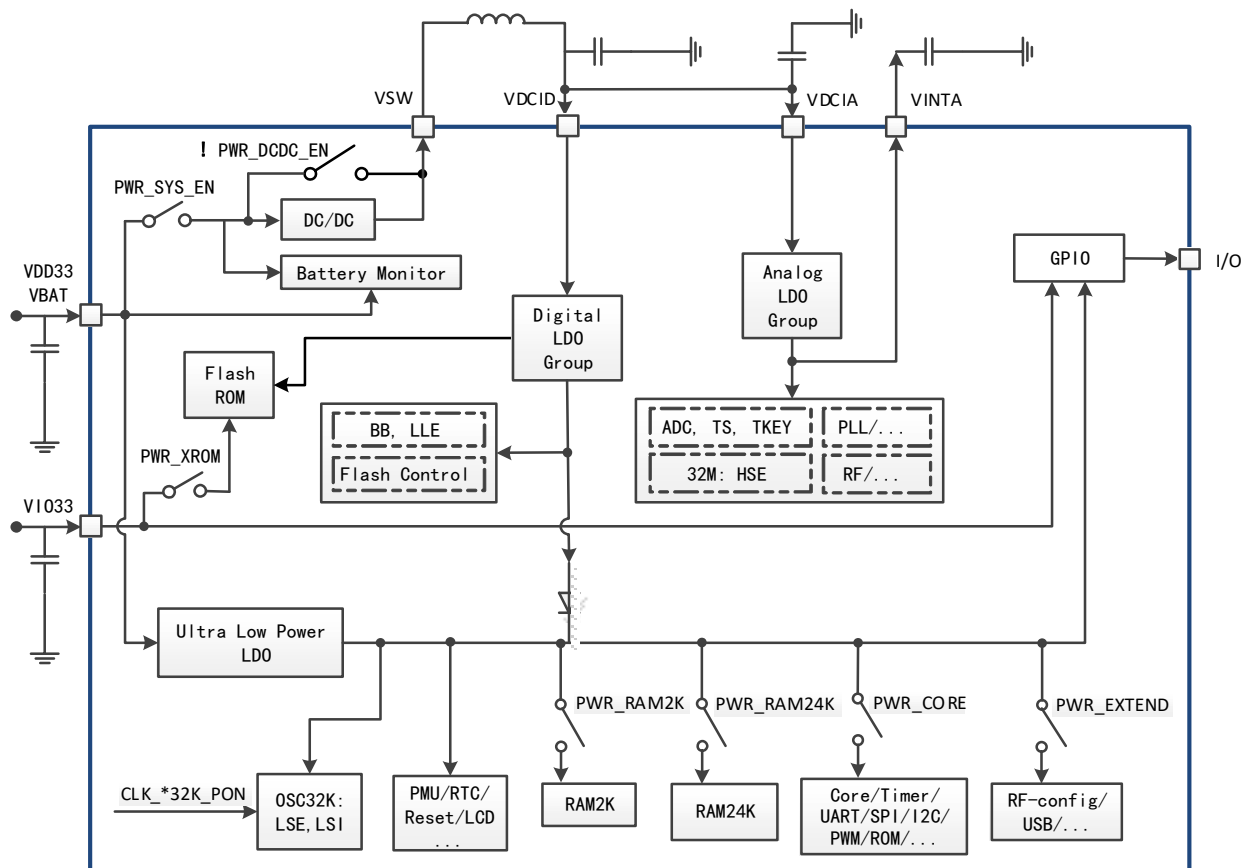 VSW
VDCID
VDCIA
VINTA
! PWR_DCDC_EN
PWR_SYS_EN
DC/DC
Battery Monitor
VDD33
VBAT
GPIO
I/O
Analog
LDO
Group
Digital
LDO
Group
Flash
ROM
BB, LLE
Flash Control
ADC, TS, TKEY
PLL/...
32M: HSE
RF/...
PWR_XROM
VIO33
Ultra Low Power
LDO
PWR_RAM2K
PWR_RAM24K
PWR_CORE
PWR_EXTEND
CLK_*32K_PON
OSC32K:
LSE, LSI
PMU/RTC/
Reset/LCD
...
RAM2K
RAM24K
Core/Timer/
UART/SPI/I2C/
PWM/ROM/...
RF-config/
USB/...